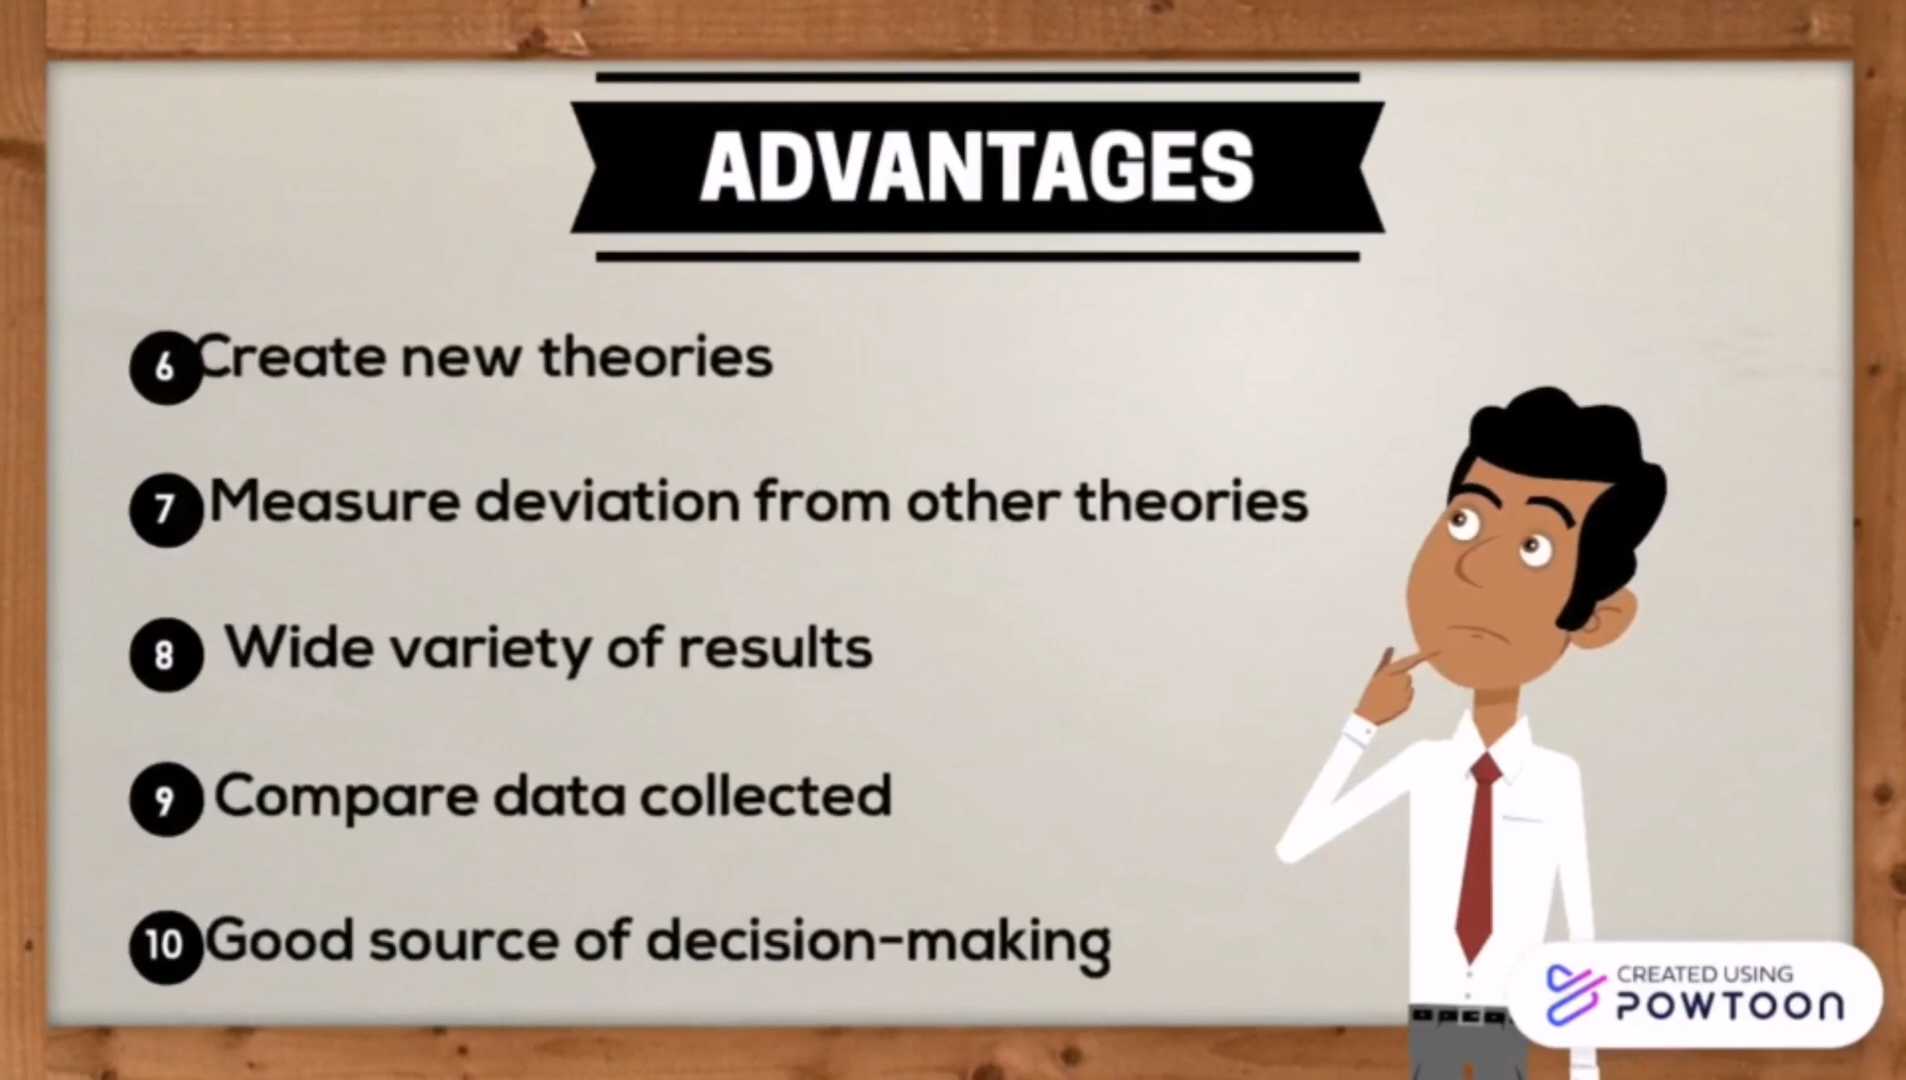 ADVANTAGES
6 Create new theories
7 Measure deviation from other theories
8 Wide variety of results
9 Compare data collected
10 Good source of decision-making
CREATED USING
POWTOON